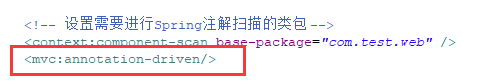 <!-- 设置需要进行Spring注解扫描的类包 -->
<context:component-scan base-package="com.test.web" />
<mvc:annotation-driven/>